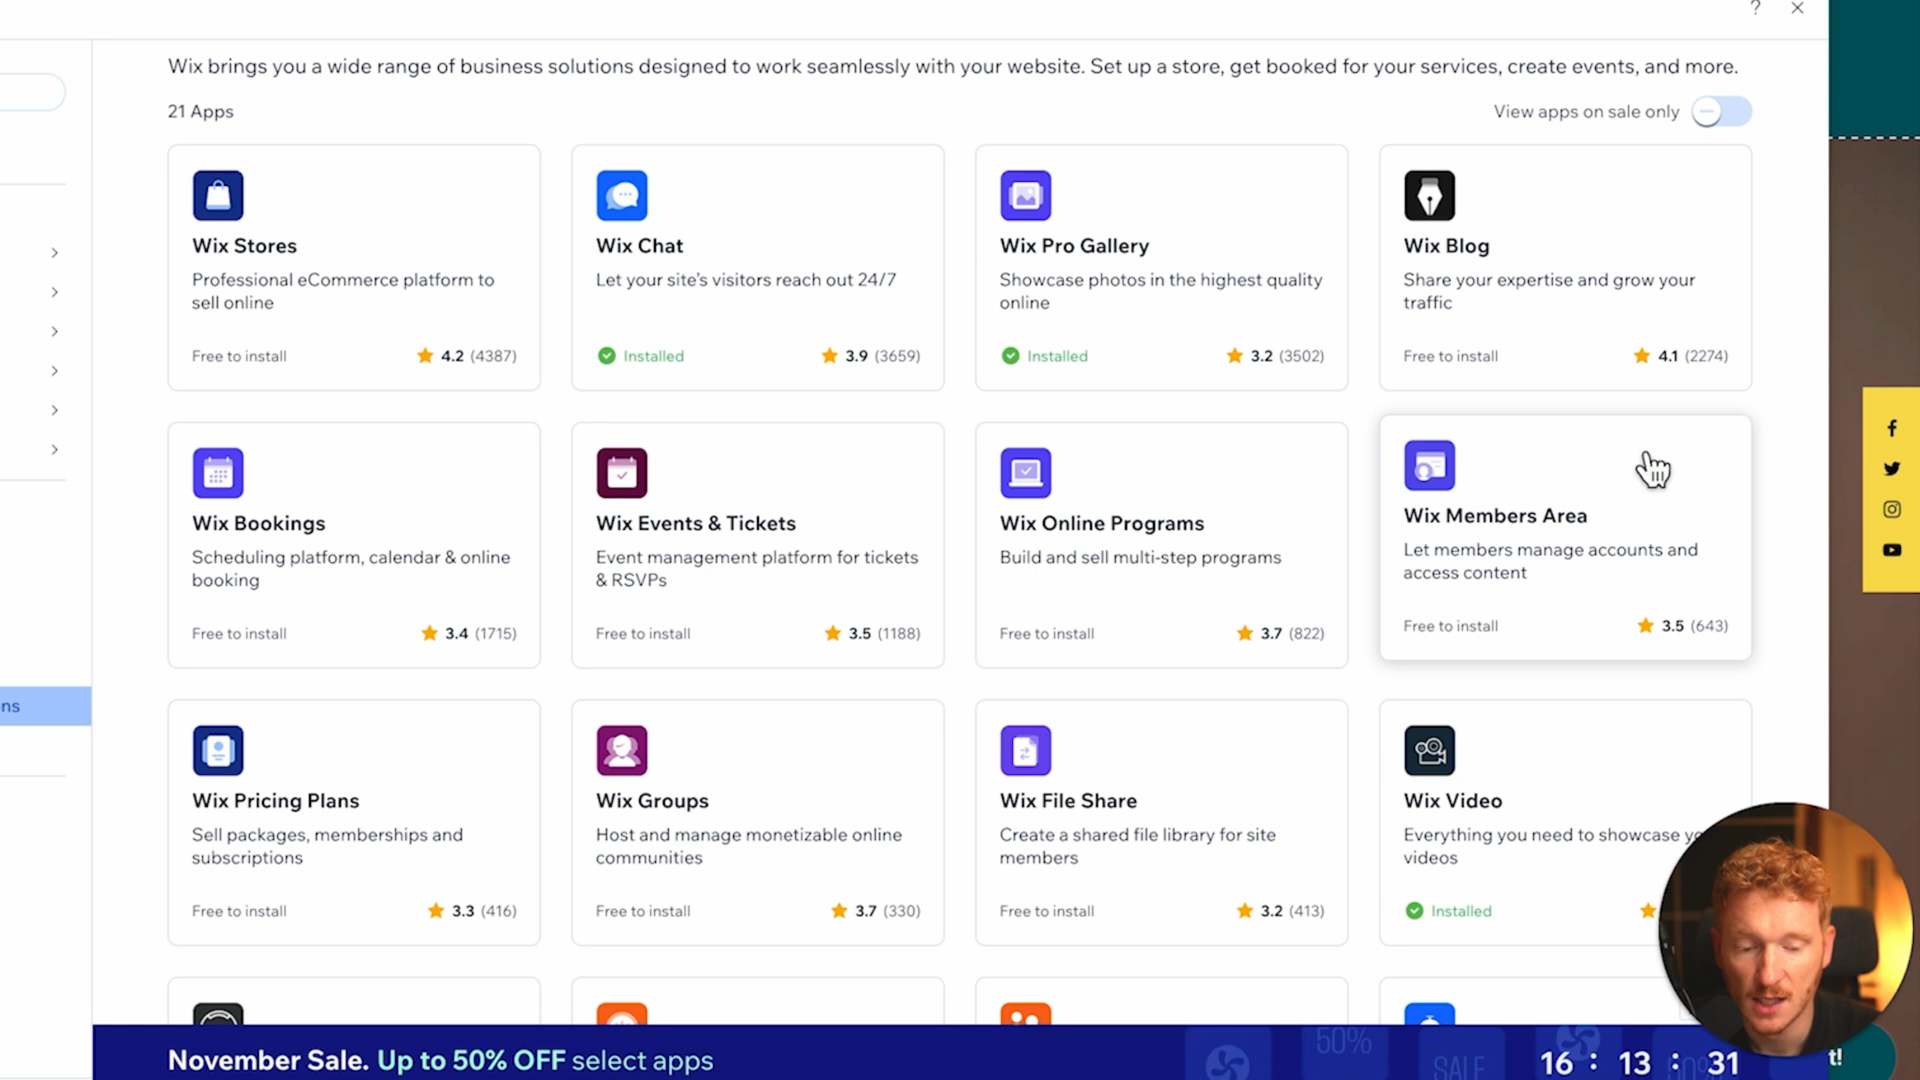 ?
Wix brings you a wide range of business solutions designed to work seamlessly with your website. Set up a store, get booked for your services, create events, and more.
21 Apps
View apps on sale only
Wix Stores
Professional eCommerce platform to
sell online
Free to install
4.2 (4387)
Wix Chat
Let your site's visitors reach out 24/7
Installed
3.9 (3659)
Wix Pro Gallery
Showcase photos in the highest quality
online
Installed
3.2 (3502)
Wix Blog
Share your expertise and grow your
traffic
Free to install
4.1 (2274)
Wix Bookings
Scheduling platform, calendar & online
booking
Free to install
3.4 (1715)
Wix Events & Tickets
Event management platform for tickets
& RSVPs
Free to install
3.5 (1188)
Wix Online Programs
Build and sell multi-step programs
Free to install
3.7 (822)
Wix Members Area
Let members manage accounts and
access content
Free to install
3.5 (643)
ns
Wix Pricing Plans
Sell packages, memberships and
subscriptions
Free to install
3.3 (416)
Wix Groups
Host and manage monetizable online
communities
Free to install
3.7 (330)
Wix File Share
Create a shared file library for site
members
Free to install
3.2 (413)
Wix Video
Everything you need to showcase yo
videos
Installed
November Sale. Up to 50% OFF select apps
50%
SALE
16 : 13 : 31
t!